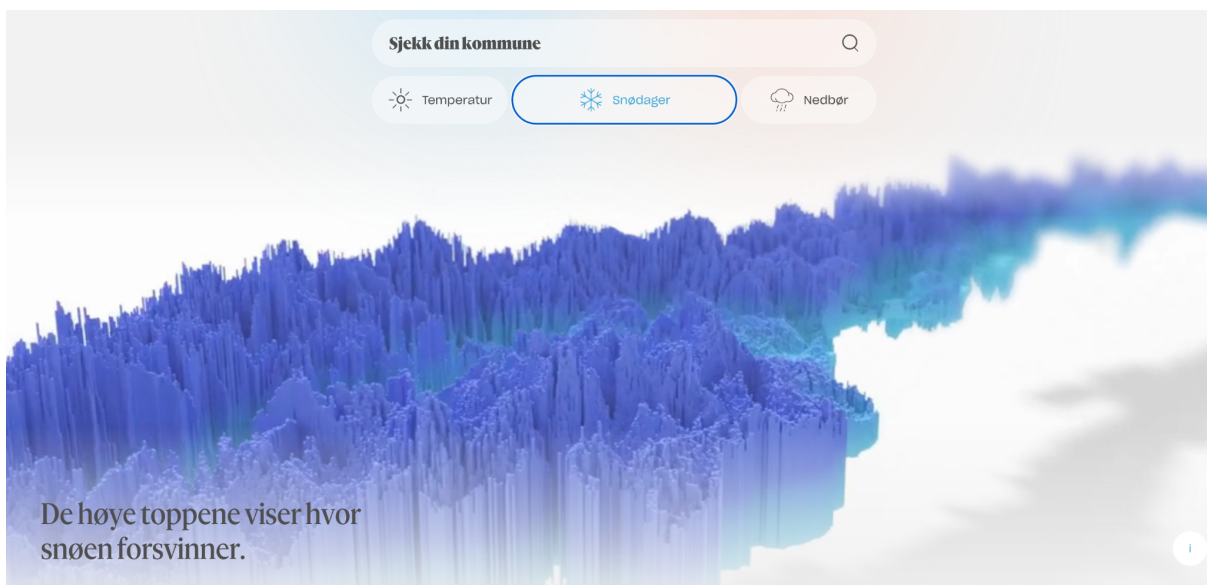 Sjekk din kommune
Temperatur
Snødager
Nedbør
De høye toppene viser hvor
snøen forsvinner.
i